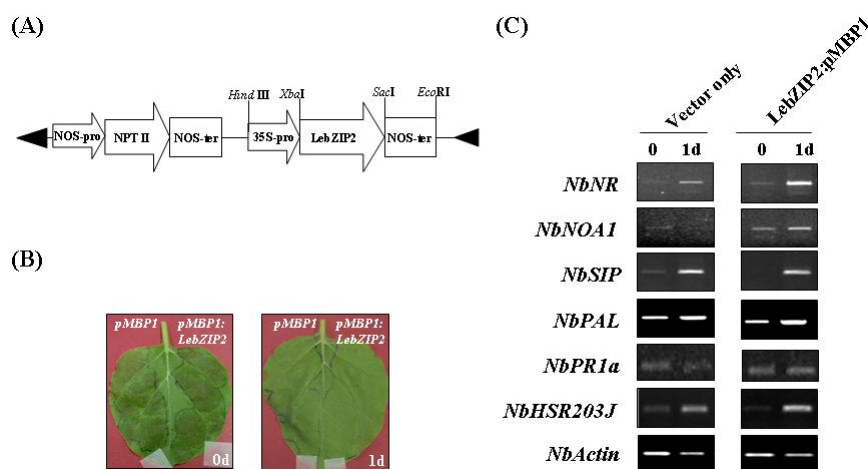 (A)
Hind III XbaI SacI EcoRI
NOS-pro NPT II NOS-ter 35S-pro LebZIP2 NOS-ter
(B)
pMBP1 pMBP1:
LebZIP2
0d
pMBP1 pMBP1:
LebZIP2
1d
(C)
Vector only LebZIP2:pMBP1
0 1d 0 1d
NbNR
NbNOA1
NbSIP
NbPAL
NbPR1a
NbHSR203J
NbActin